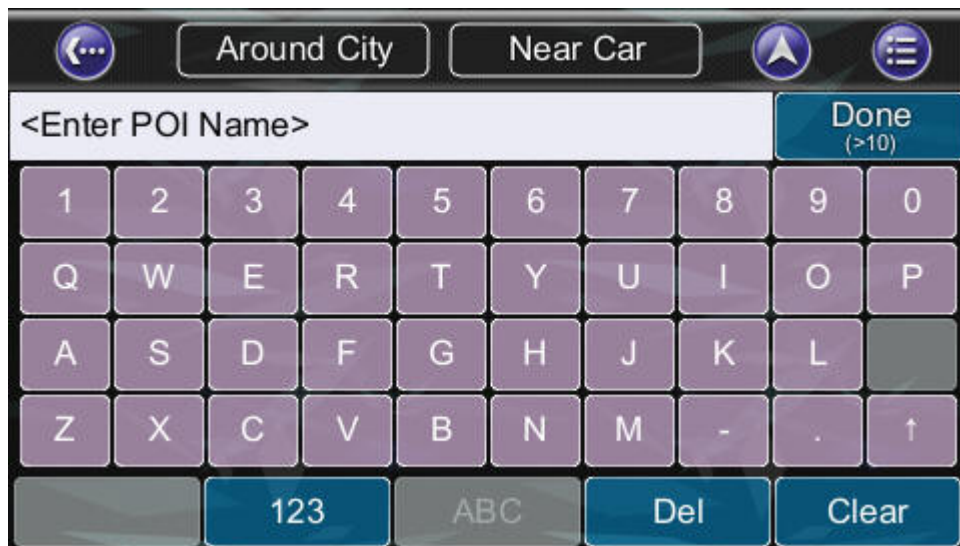 Around City Near Car
<Enter POI Name> Done
(>10)
1 2 3 4 5 6 7 8 9 0
Q W E R T Y U I O P
A S D F G H J K L
Z X C V B N M - . ↑
123 ABC Del Clear